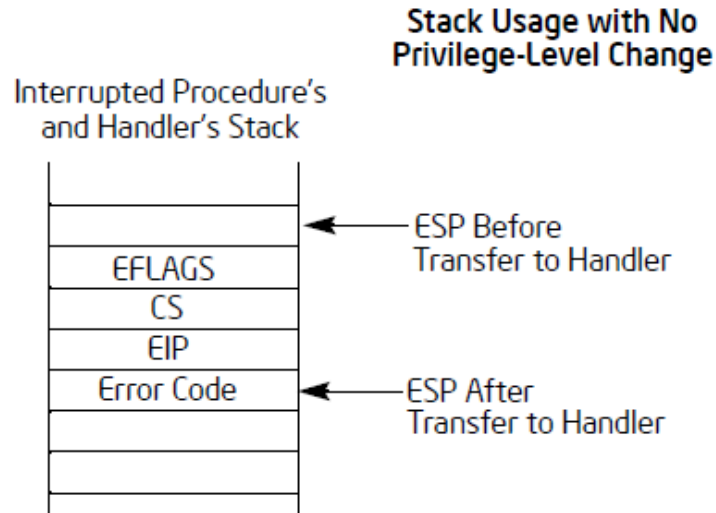 Stack Usage with No
Privilege-Level Change
Interrupted Procedure's
and Handler's Stack
ESP Before
Transfer to Handler
EFLAGS
CS
EIP
Error Code
ESP After
Transfer to Handler